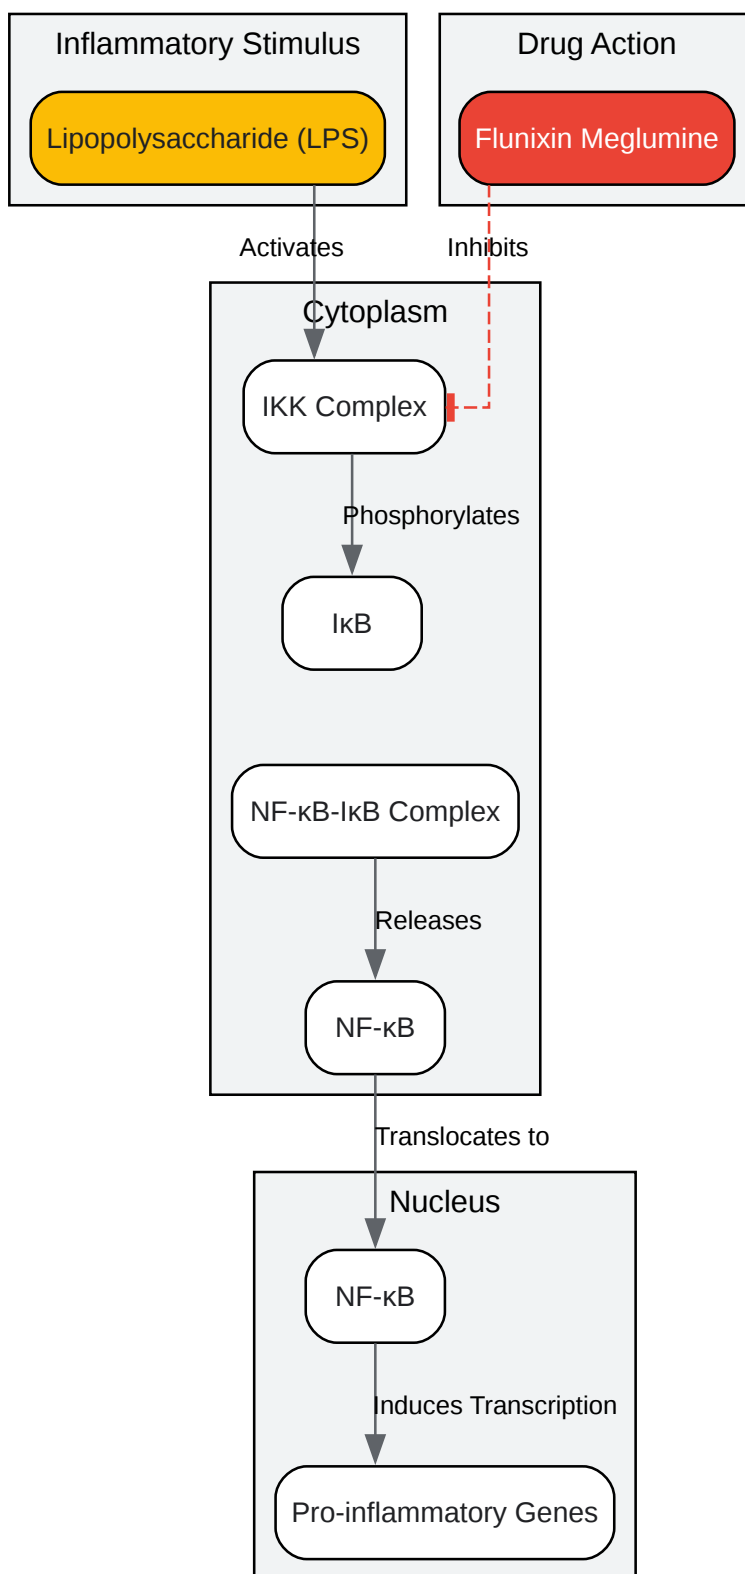 Inflammatory Stimulus
Drug Action
Lipopolysaccharide (LPS)
Flunixin Meglumine
Activates
Inhibits
Cytoplasm
IKK Complex
Phosphorylates
IκB
NF-κB-IκB Complex
Releases
NF-κB
Translocates to
Nucleus
NF-κB
Induces Transcription
Pro-inflammatory Genes